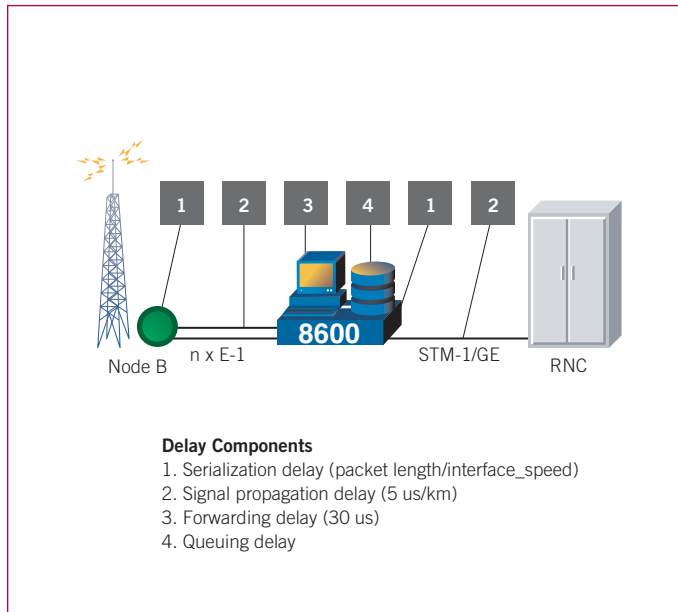 1 2 3 4 1 2
8600
Node B
n x E-1
STM-1/GE
RNC
Delay Components
1. Serialization delay (packet length/interface_speed)
2. Signal propagation delay (5 us/km)
3. Forwarding delay (30 us)
4. Queuing delay